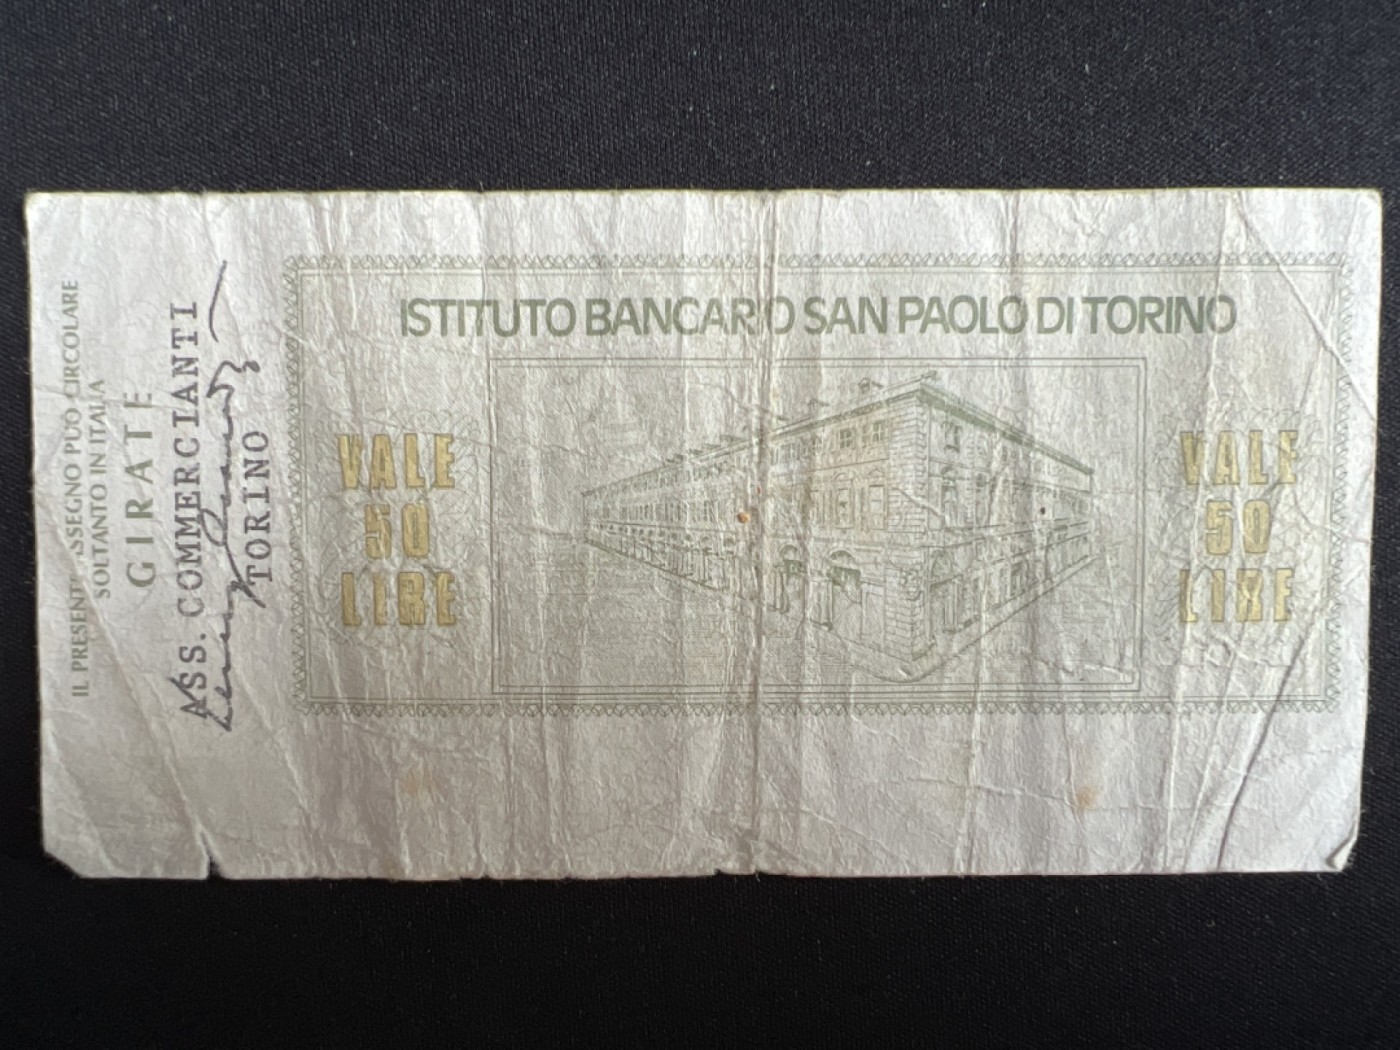 IL PRESENTE ASSEGNO PUO' CIRCOLARE
SOLTANTO IN ITALIA
GIRATE
ASS. COMMERCIANTI
TORINO
ISTITUTO BANCARIO SAN PAOLO DI TORINO
VALE
50
LIRE
VALE
50
LIRE